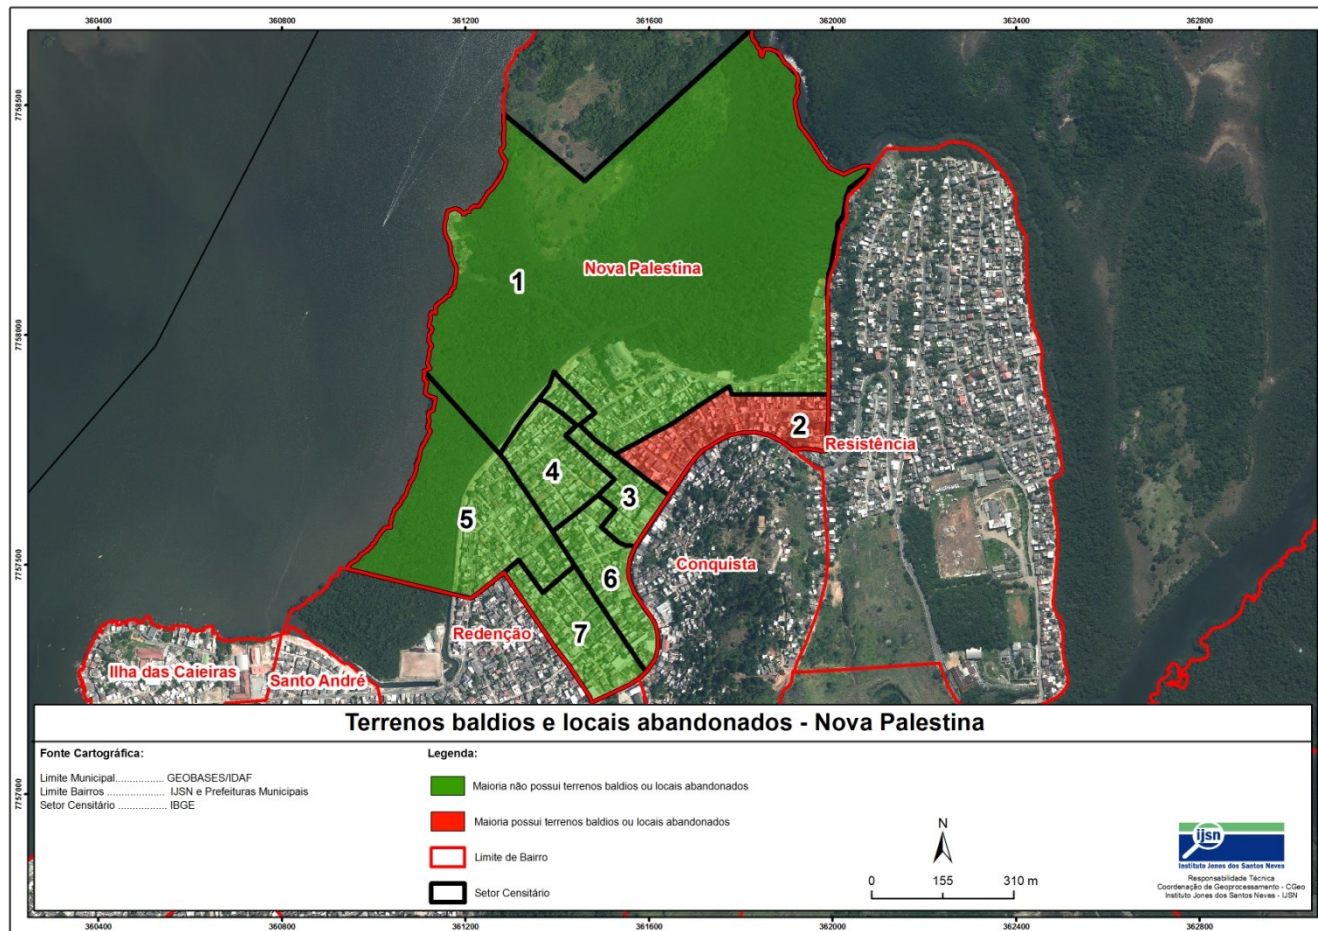 360400 360800 361200 361600 362000 362400 362800
7758500
7758000
7757500
7757000
1
Nova Palestina
2
Resistência
4
3
5
Conquista
6
Redenção
7
Ilha das Caieiras
Santo André
Terrenos baldios e locais abandonados - Nova Palestina
Fonte Cartográfica:
Limite Municipal................. GEOBASES/IDAF
Limite Bairros .................... IJSN e Prefeituras Municipais
Setor Censitário ................. IBGE
Legenda:
Maioria não possui terrenos baldios ou locais abandonados
Maioria possui terrenos baldios ou locais abandonados
Limite de Bairro
Setor Censitário
N
0 155 310 m
ijsn
Instituto Jones dos Santos Neves
Responsabilidade Técnica
Coordenação de Geoprocessamento - CGeo
Instituto Jones dos Santos Neves - IJSN
360400 360800 361200 361600 362000 362400 362800